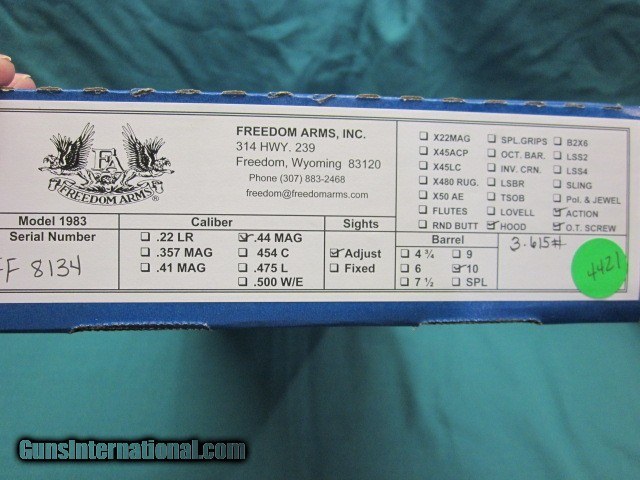 FA
FREEDOM ARMS®
FREEDOM ARMS, INC.
314 HWY. 239
Freedom, Wyoming 83120
Phone (307) 883-2468
freedom@freedomarms.com
X22MAG SPL.GRIPS B2X6
X45ACP OCT. BAR. LSS2
X45LC INV. CRN. LSS4
X480 RUG. LSBR SLING
X50 AE TSOB Pol. & JEWEL
FLUTES LOVELL ACTION
RND BUTT HOOD O.T. SCREW
Model 1983
Serial Number
FF 8134
Caliber
.22 LR .44 MAG
.357 MAG 454 C
.41 MAG .475 L
.500 W/E
Sights
Adjust
Fixed
Barrel
4 ¾ 9
6 10
7 ½ SPL
3.615#
4421
GunsInternational.com